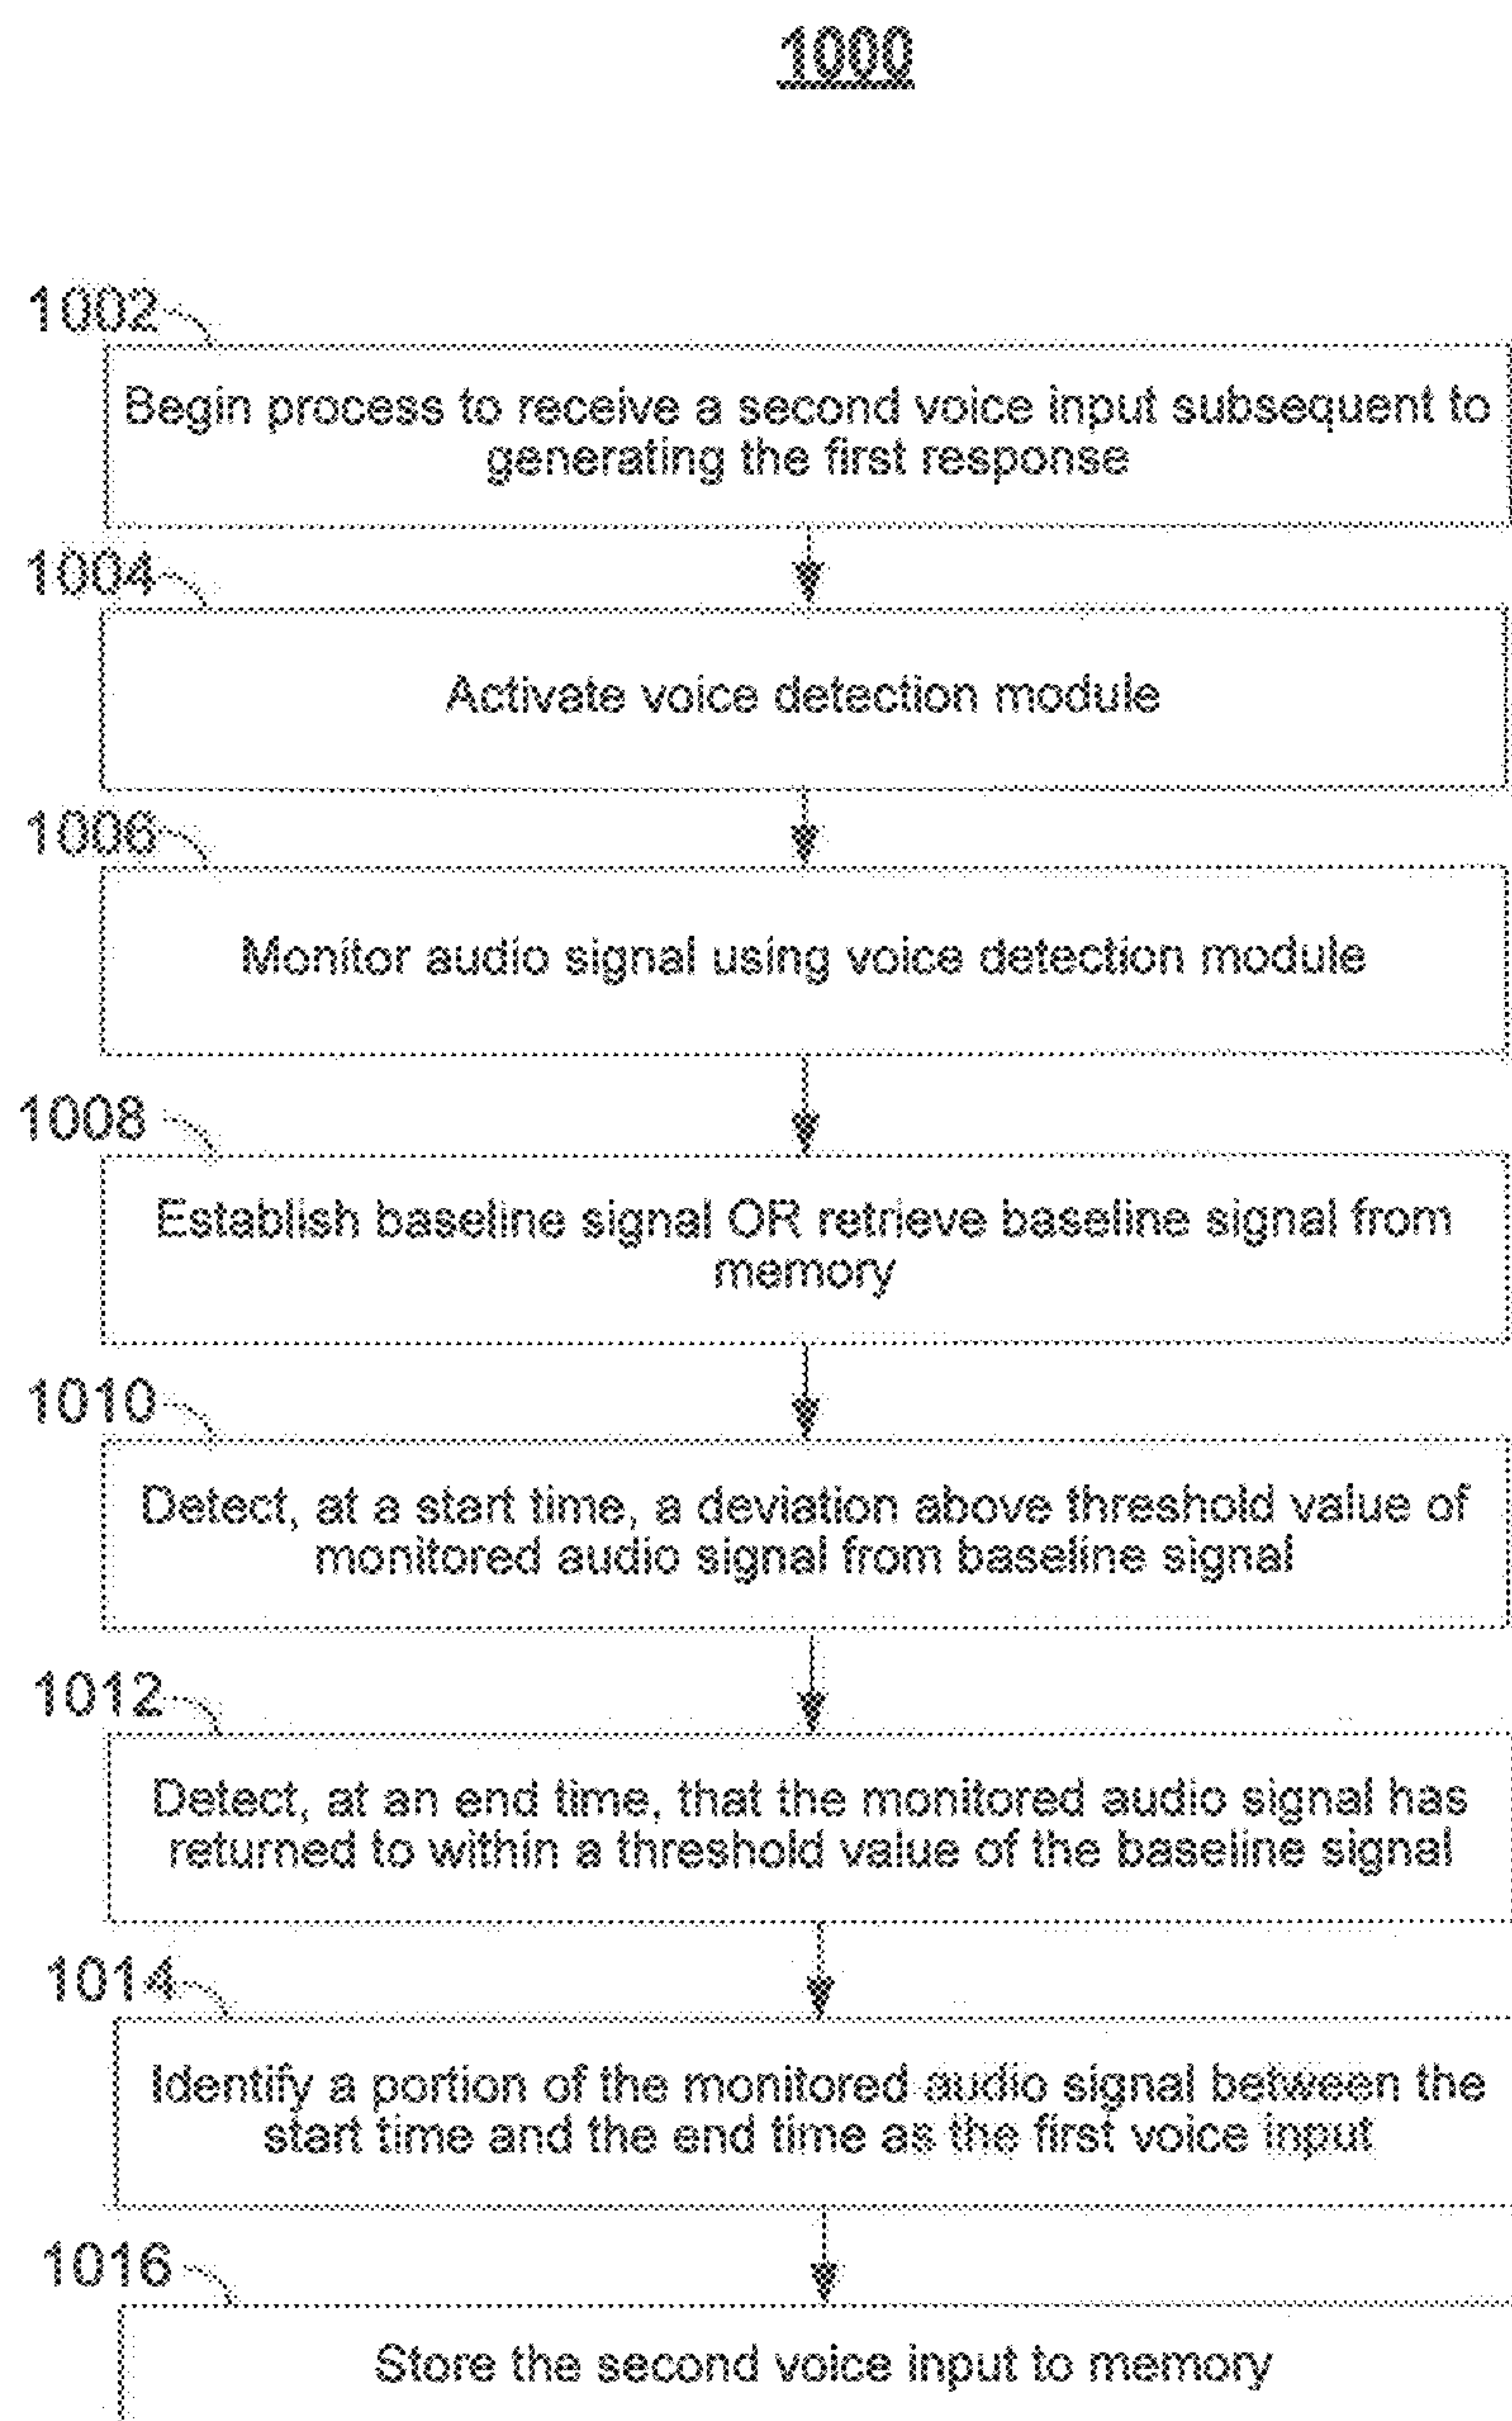 1000
1002
Begin process to receive a second voice input subsequent to
generating the first response
1004
Activate voice detection module
1006
Monitor audio signal using voice detection module
1008
Establish baseline signal OR retrieve baseline signal from
memory
1010
Detect, at a start time, a deviation above threshold value of
monitored audio signal from baseline signal
1012
Detect, at an end time, that the monitored audio signal has
returned to within a threshold value of the baseline signal
1014
Identify a portion of the monitored audio signal between the
start time and the end time as the first voice input
1016
Store the second voice input to memory